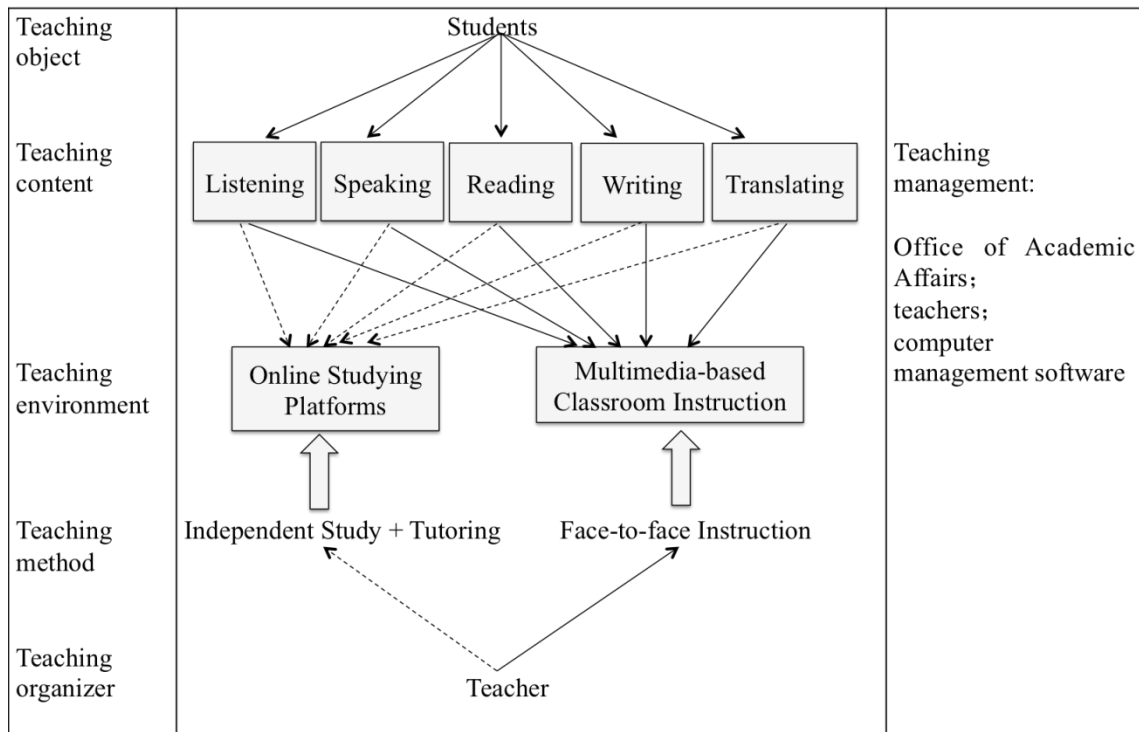 Teaching
object
Students
Teaching
content
Listening
Speaking
Reading
Writing
Translating
Teaching
environment
Online Studying
Platforms
Multimedia-based
Classroom Instruction
Teaching
method
Independent Study + Tutoring
Face-to-face Instruction
Teaching
organizer
Teacher
Teaching
management:
Office of Academic
Affairs；
teachers；
computer
management software